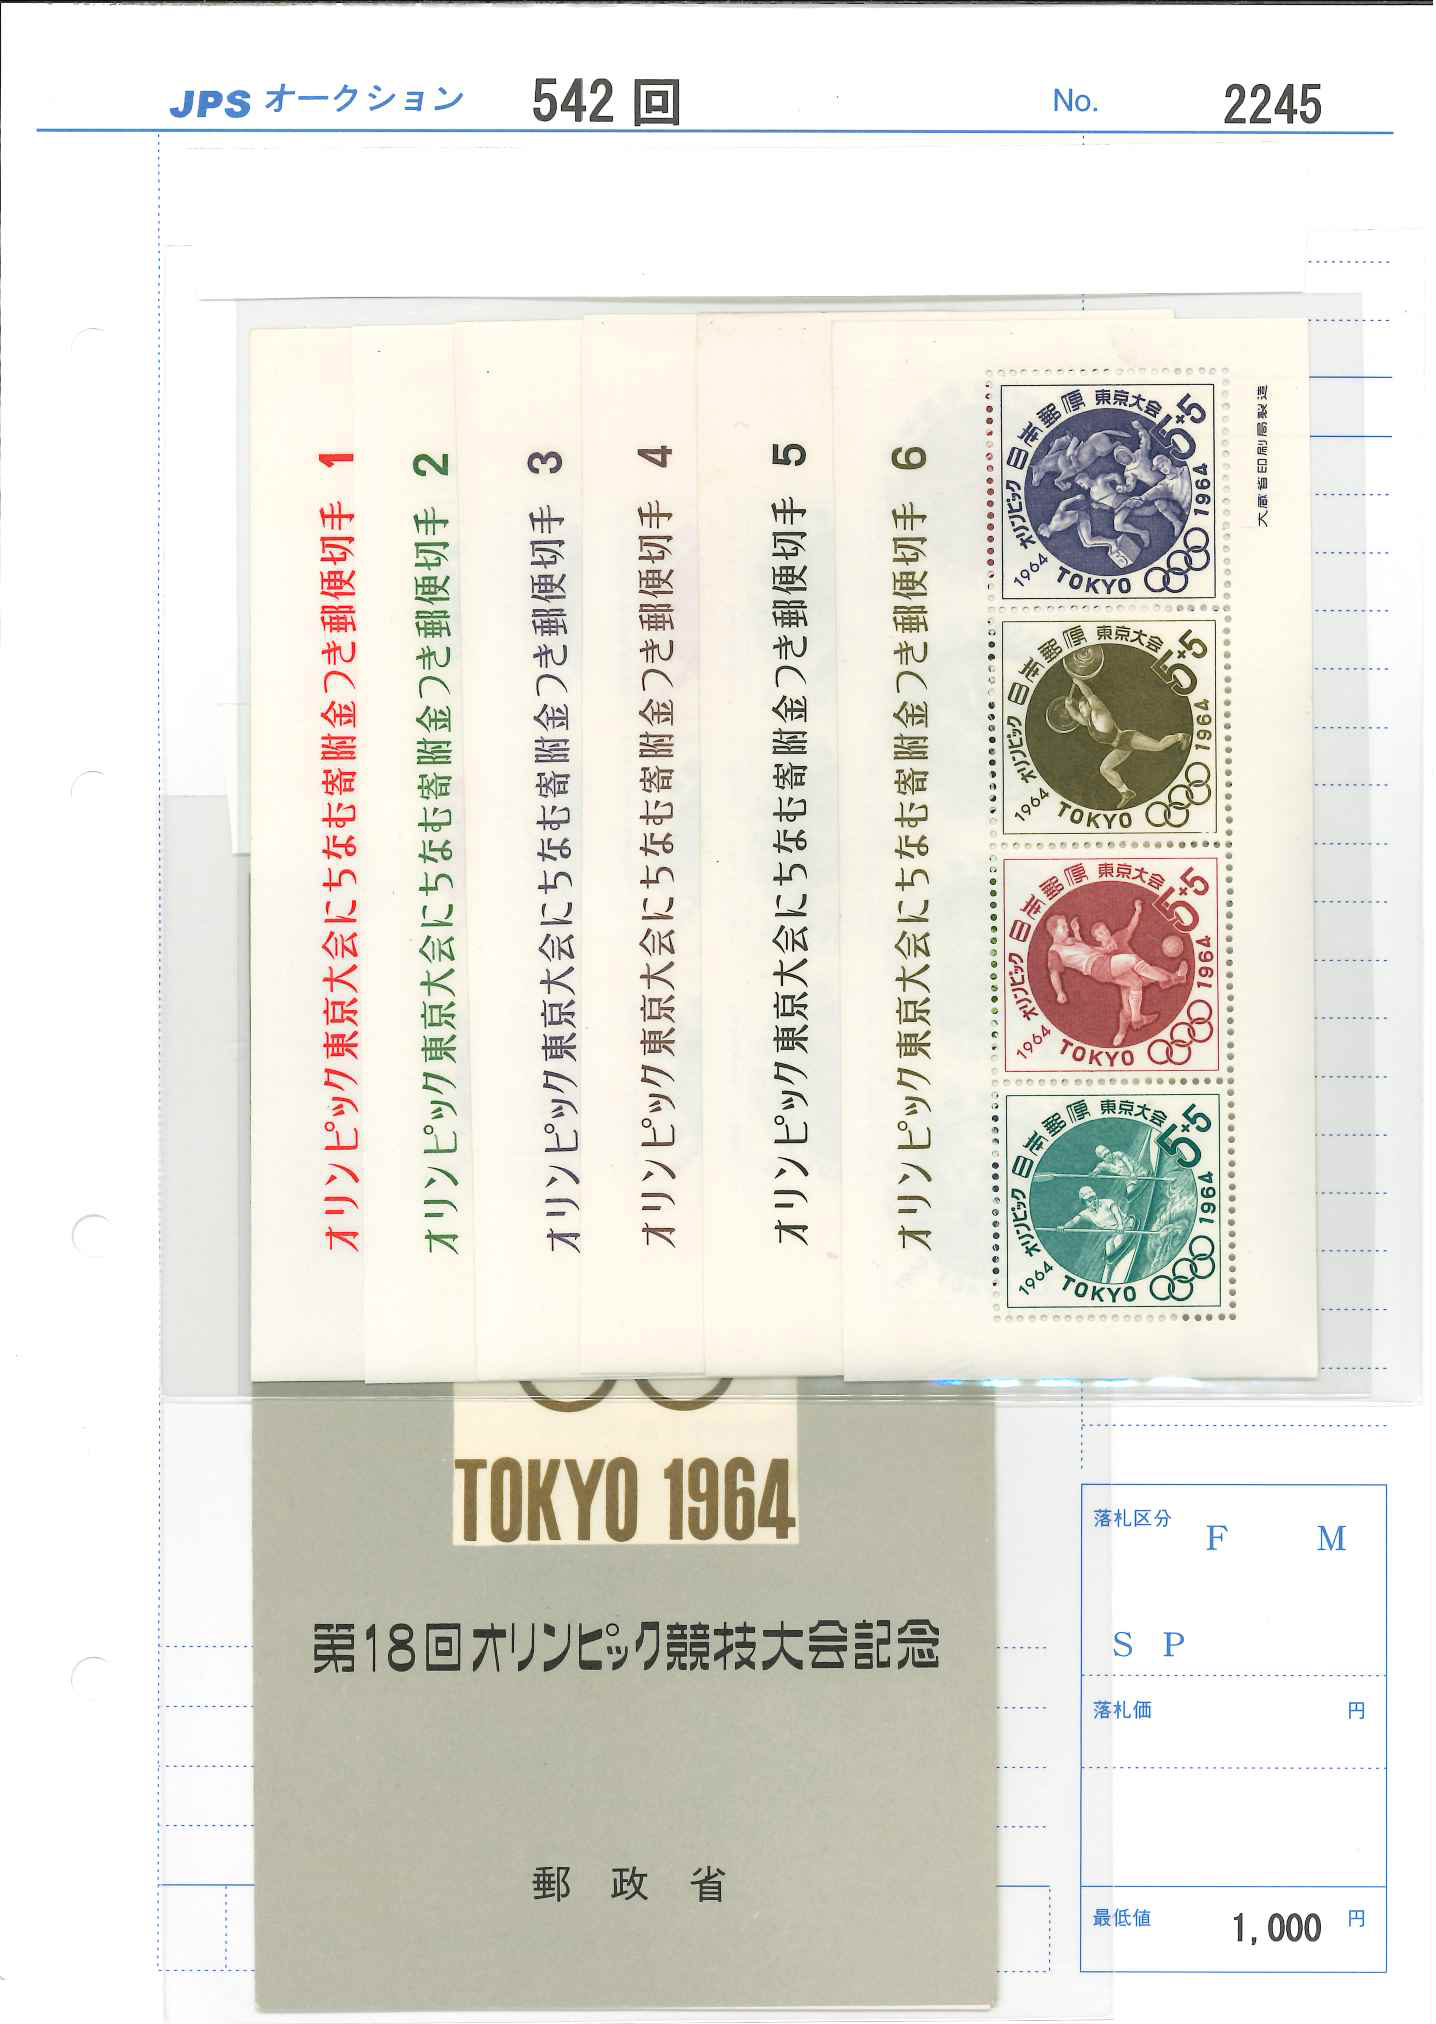 JPS オークション 542 回 No. 2245
オリンピック東京大会にちなむ寄附金つき郵便切手 1
オリンピック東京大会にちなむ寄附金つき郵便切手 2
オリンピック東京大会にちなむ寄附金つき郵便切手 3
オリンピック東京大会にちなむ寄附金つき郵便切手 4
オリンピック東京大会にちなむ寄附金つき郵便切手 5
オリンピック東京大会にちなむ寄附金つき郵便切手 6
1964 オリンピック 日本郵便 東京大会 5+5
TOKYO 1964
1964 オリンピック 日本郵便 東京大会 5+5
TOKYO 1964
1964 オリンピック 日本郵便 東京大会 5+5
TOKYO 1964
1964 オリンピック 日本郵便 東京大会 5+5
TOKYO 1964
大蔵省印刷局製造
TOKYO 1964
第18回オリンピック競技大会記念
郵政省
落札区分 F M
S P
落札価 円
最低値 1,000 円